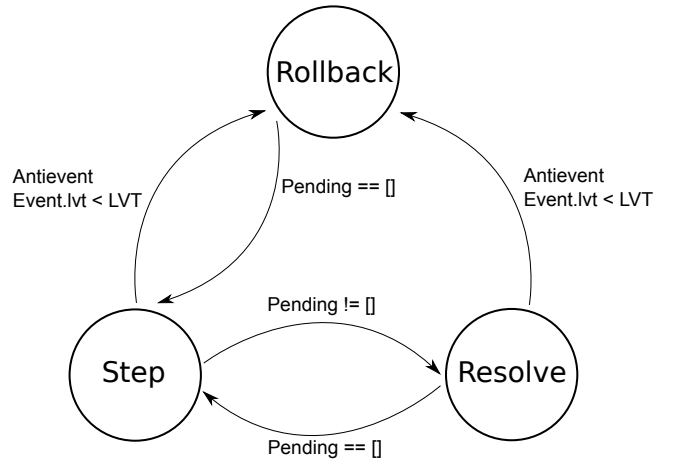 Rollback
Antievent
Event.lvt < LVT
Pending == []
Antievent
Event.lvt < LVT
Pending != []
Step
Resolve
Pending == []